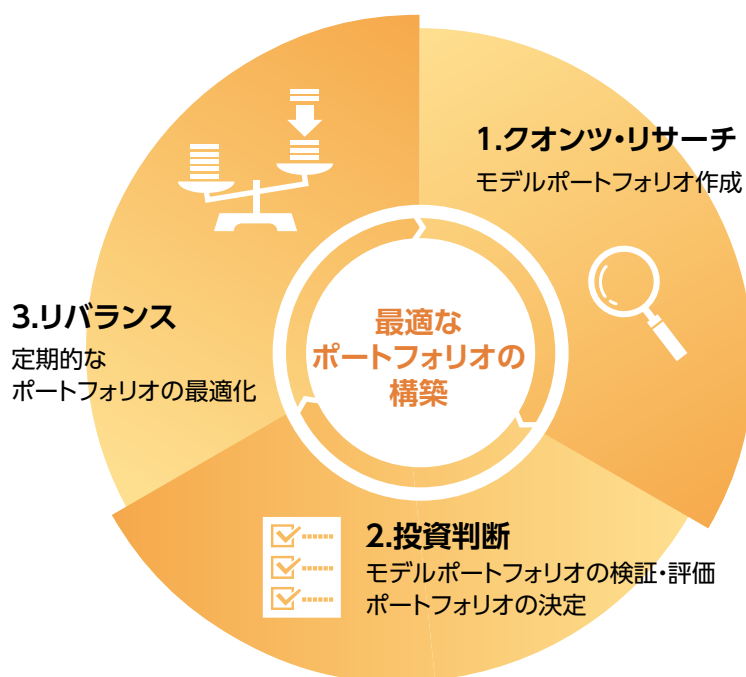 1.クオンツ・リサーチ
モデルポートフォリオ作成
2.投資判断
モデルポートフォリオの検証・評価
ポートフォリオの決定
3.リバランス
定期的な
ポートフォリオの最適化
最適な
ポートフォリオの
構築